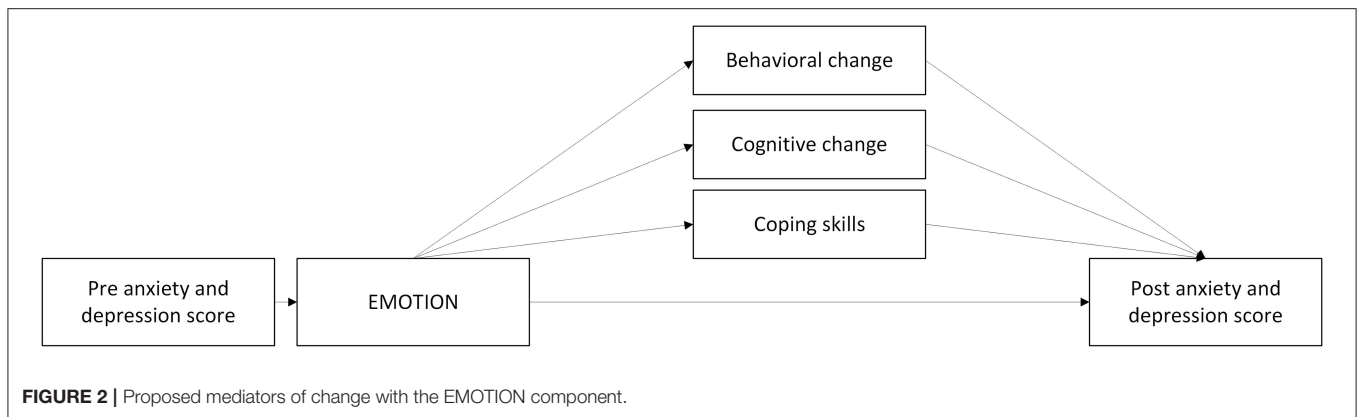 Behavioral change
Cognitive change
Coping skills
Pre anxiety and
depression score
EMOTION
Post anxiety and
depression score
FIGURE 2 | Proposed mediators of change with the EMOTION component.